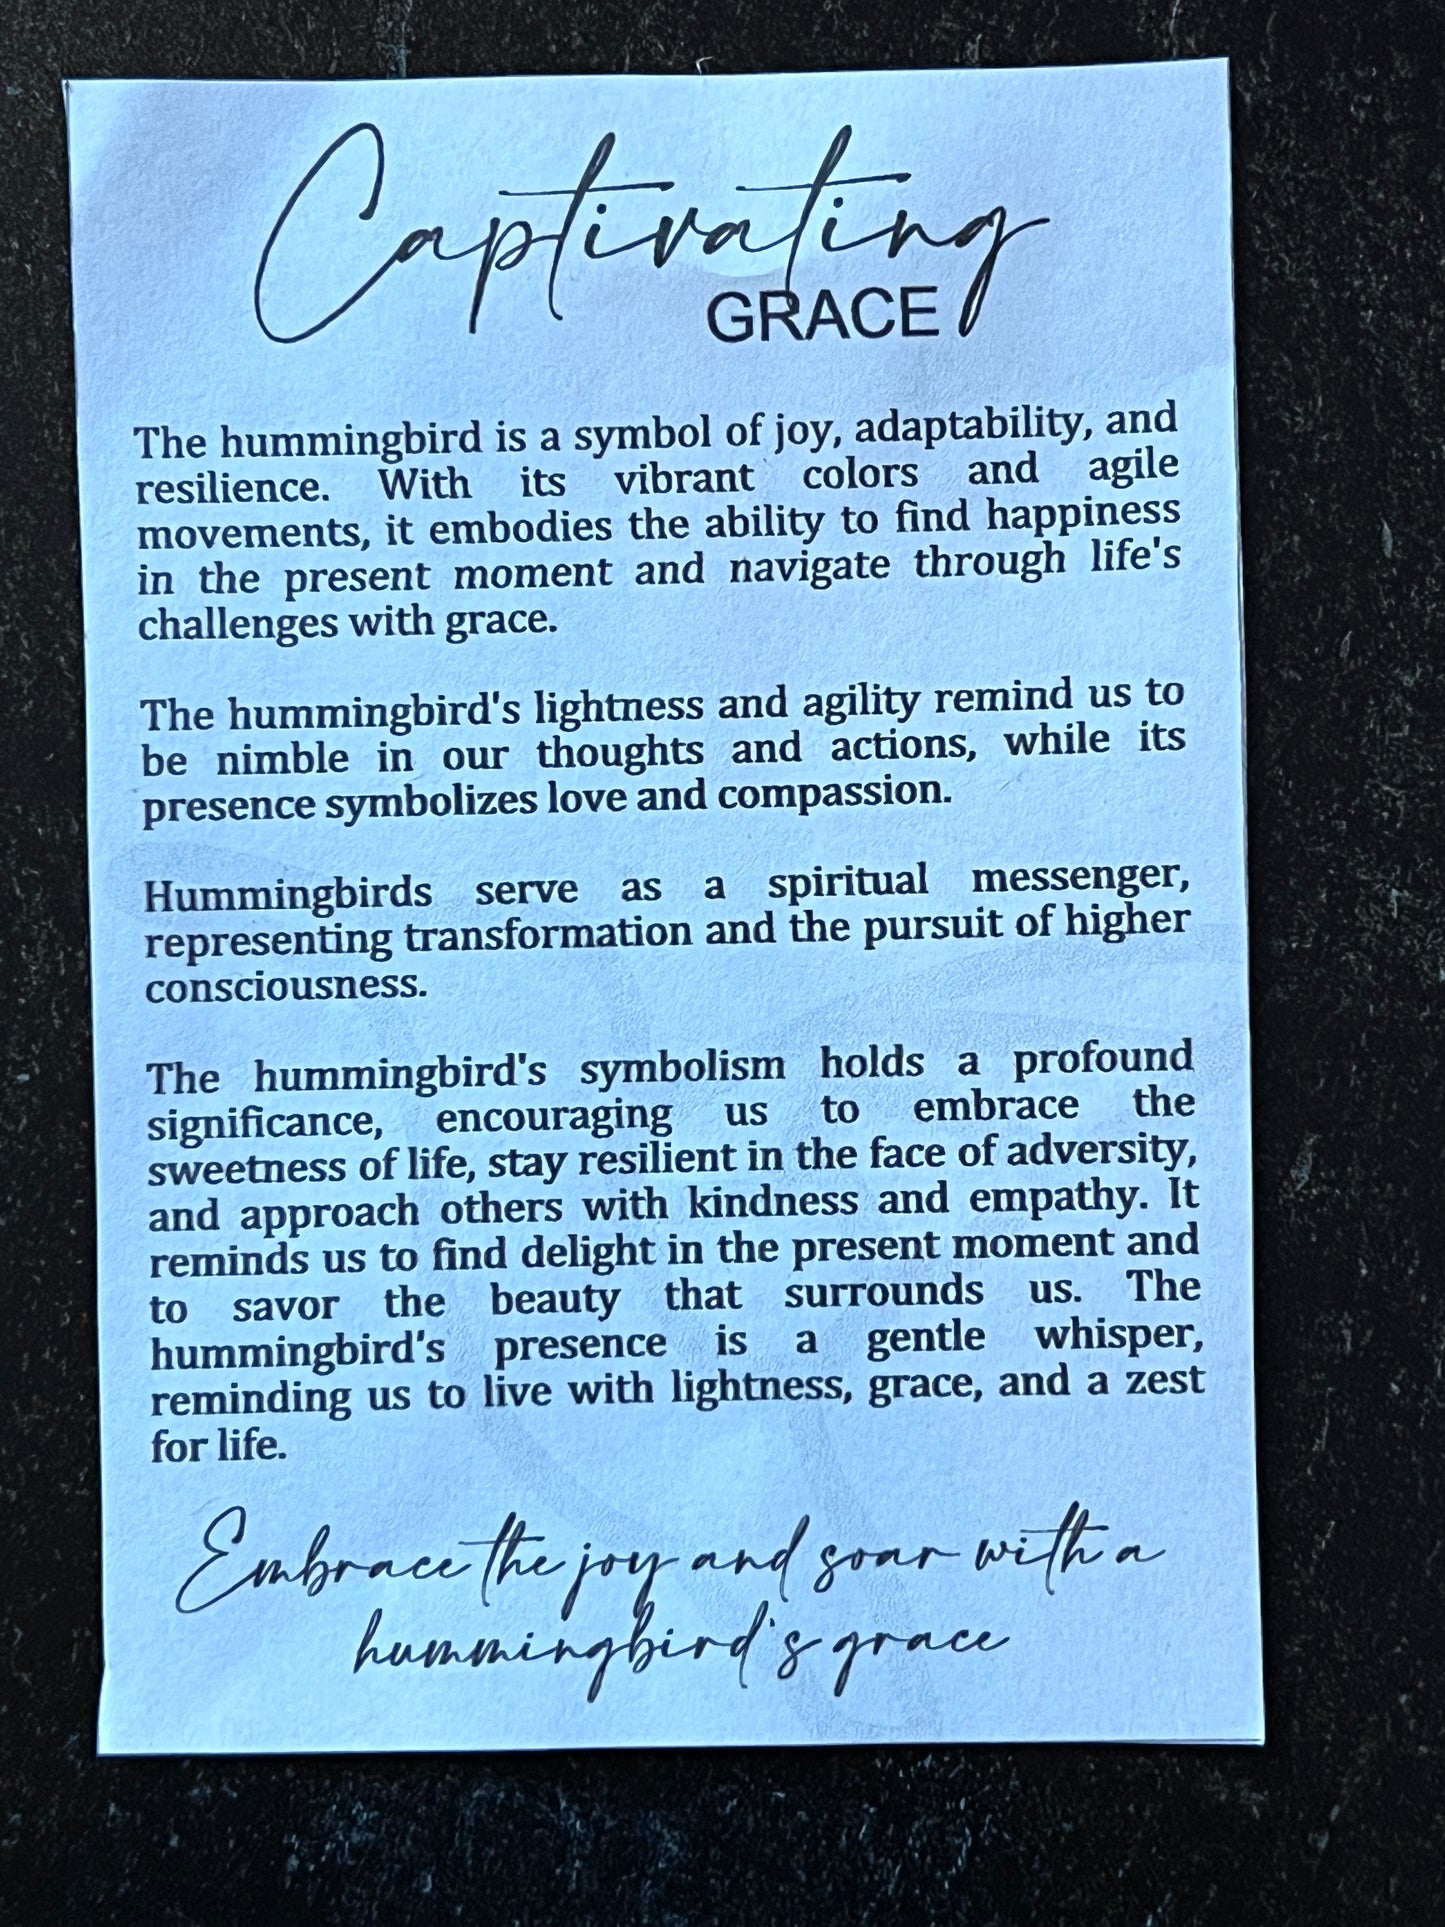 Captivating
GRACE
The hummingbird is a symbol of joy, adaptability, and
resilience. With its vibrant colors and agile
movements, it embodies the ability to find happiness
in the present moment and navigate through life's
challenges with grace.
The hummingbird's lightness and agility remind us to
be nimble in our thoughts and actions, while its
presence symbolizes love and compassion.
Hummingbirds serve as a spiritual messenger,
representing transformation and the pursuit of higher
consciousness.
The hummingbird's symbolism holds a profound
significance, encouraging us to embrace the
sweetness of life, stay resilient in the face of adversity,
and approach others with kindness and empathy. It
reminds us to find delight in the present moment and
to savor the beauty that surrounds us. The
hummingbird's presence is a gentle whisper,
reminding us to live with lightness, grace, and a zest
for life.
Embrace the joy and soar with a
hummingbird's grace